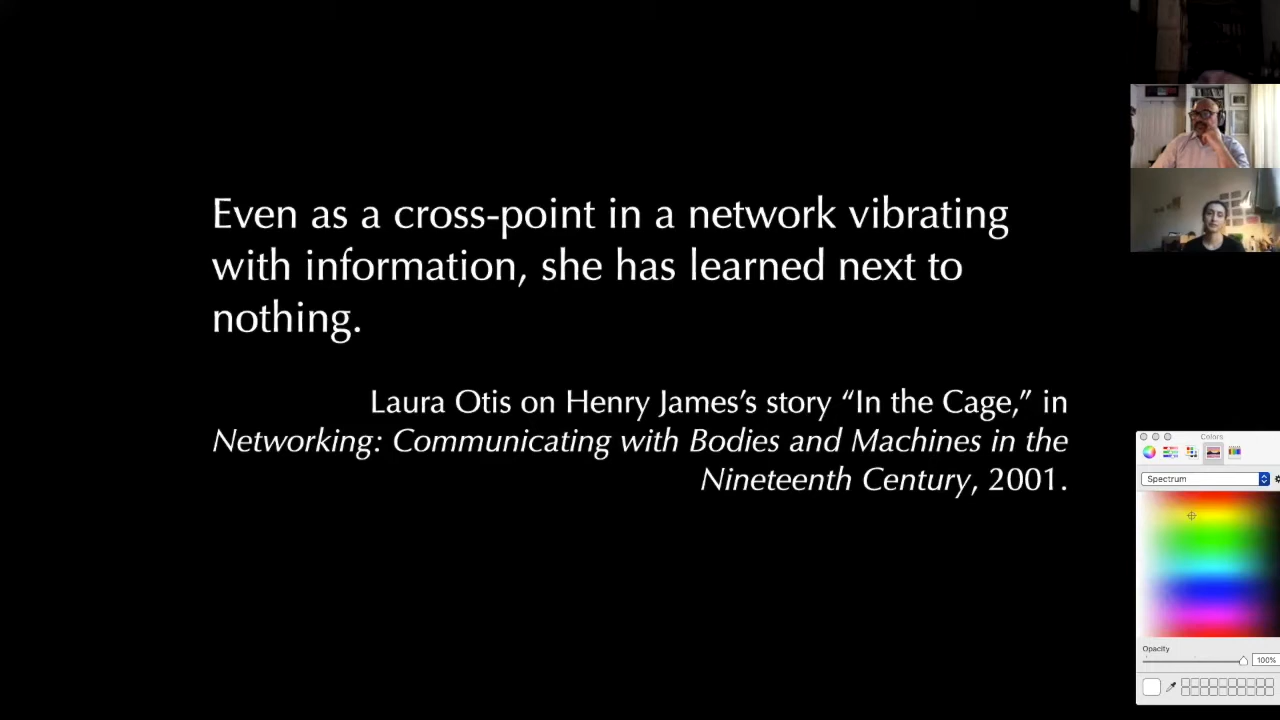 Even as a cross-point in a network vibrating
with information, she has learned next to
nothing.
Laura Otis on Henry James’s story “In the Cage,” in
Networking: Communicating with Bodies and Machines in the
Nineteenth Century, 2001.
Colors
Spectrum
Opacity
100%